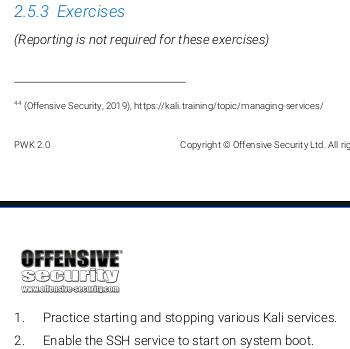 2.5.3 Exercises
(Reporting is not required for these exercises)
44 (Offensive Security, 2019), https://kali.training/topic/managing-services/
PWK 2.0 Copyright © Offensive Security Ltd. All
OFFENSIVE®
security
www.offensive-security.com
1. Practice starting and stopping various Kali services.
2. Enable the SSH service to start on system boot.